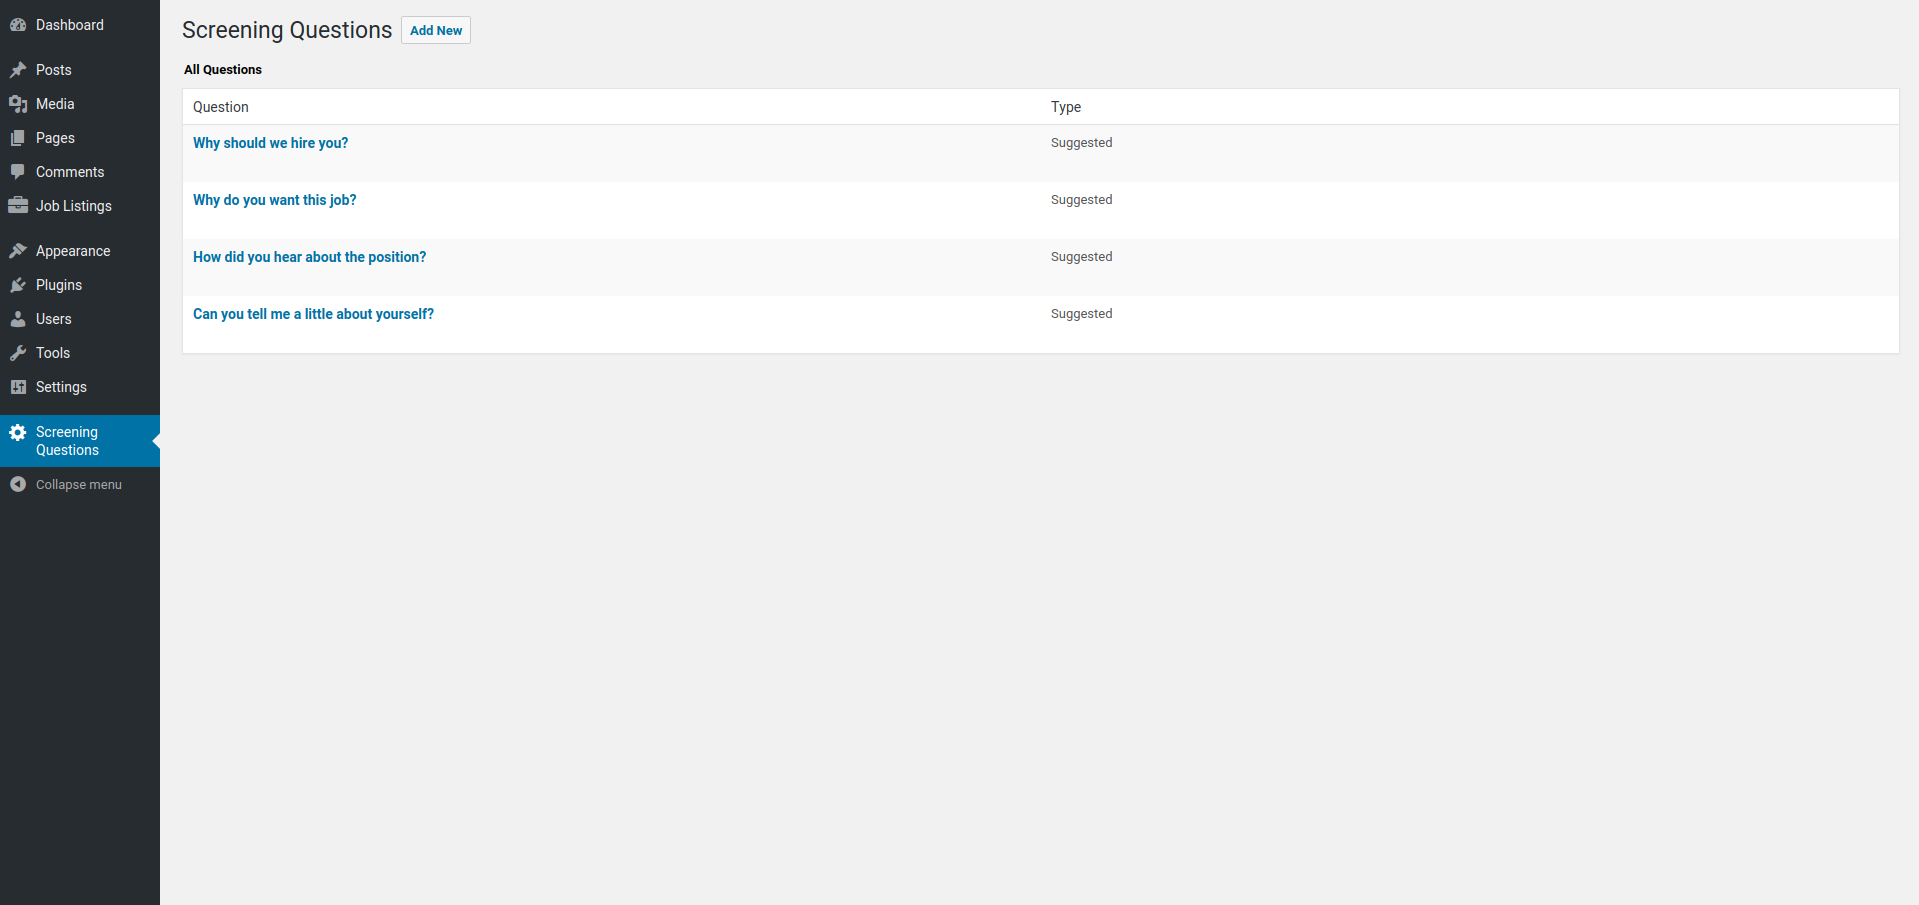 Dashboard
Posts
Media
Pages
Comments
Job Listings
Appearance
Plugins
Users
Tools
Settings
Screening
Questions
Collapse menu
Screening Questions Add New
All Questions
Question Type
Why should we hire you? Suggested
Why do you want this job? Suggested
How did you hear about the position? Suggested
Can you tell me a little about yourself? Suggested